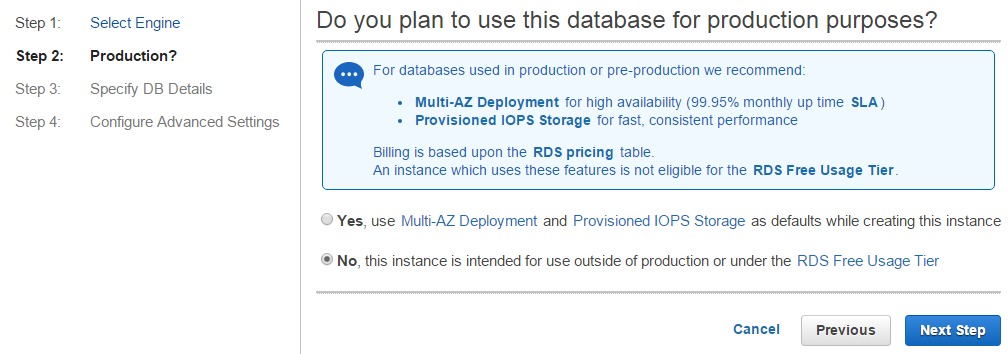 Step 1: Select Engine
Step 2: Production?
Step 3: Specify DB Details
Step 4: Configure Advanced Settings
Do you plan to use this database for production purposes?
For databases used in production or pre-production we recommend:
• Multi-AZ Deployment for high availability (99.95% monthly up time SLA)
• Provisioned IOPS Storage for fast, consistent performance
Billing is based upon the RDS pricing table.
An instance which uses these features is not eligible for the RDS Free Usage Tier.
Yes, use Multi-AZ Deployment and Provisioned IOPS Storage as defaults while creating this instance
No, this instance is intended for use outside of production or under the RDS Free Usage Tier
Cancel Previous Next Step